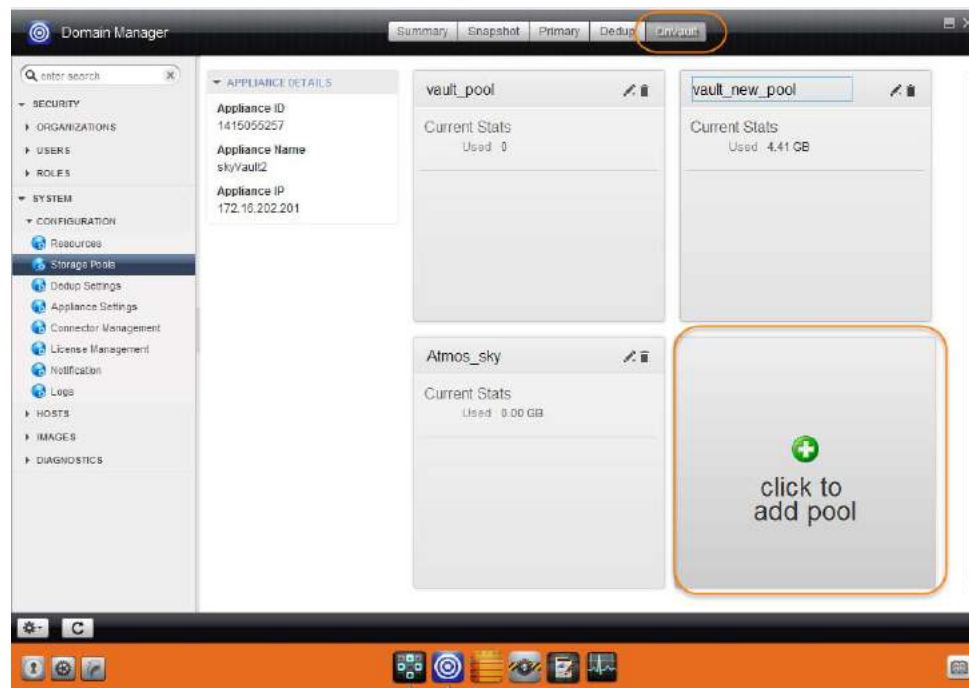 Domain Manager
Summary Snapshot Primary Dedup OnVault
enter search
SECURITY
ORGANIZATIONS
USERS
ROLES
SYSTEM
CONFIGURATION
Resources
Storage Pools
Dedup Settings
Appliance Settings
Connector Management
License Management
Notification
Logs
HOSTS
IMAGES
DIAGNOSTICS
APPLIANCE DETAILS
Appliance ID
1415055257
Appliance Name
skyVault2
Appliance IP
172.16.202.201
vault_pool
Current Stats
Used 0
vault_new_pool
Current Stats
Used 4.41 GB
Atmos_sky
Current Stats
Used 0.00 GB
click to
add pool